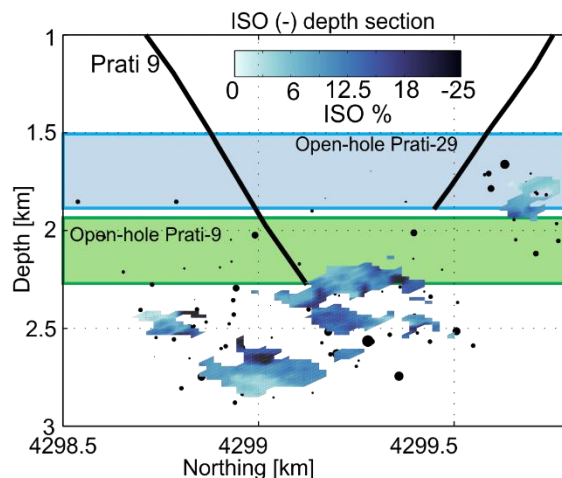 ISO (-) depth section
1
Prati 9
0 6 12.5 18 -25
ISO %
1.5
Open-hole Prati-29
Depth [km]
2
Open-hole Prati-9
2.5
3
4298.5 4299 4299.5
Northing [km]